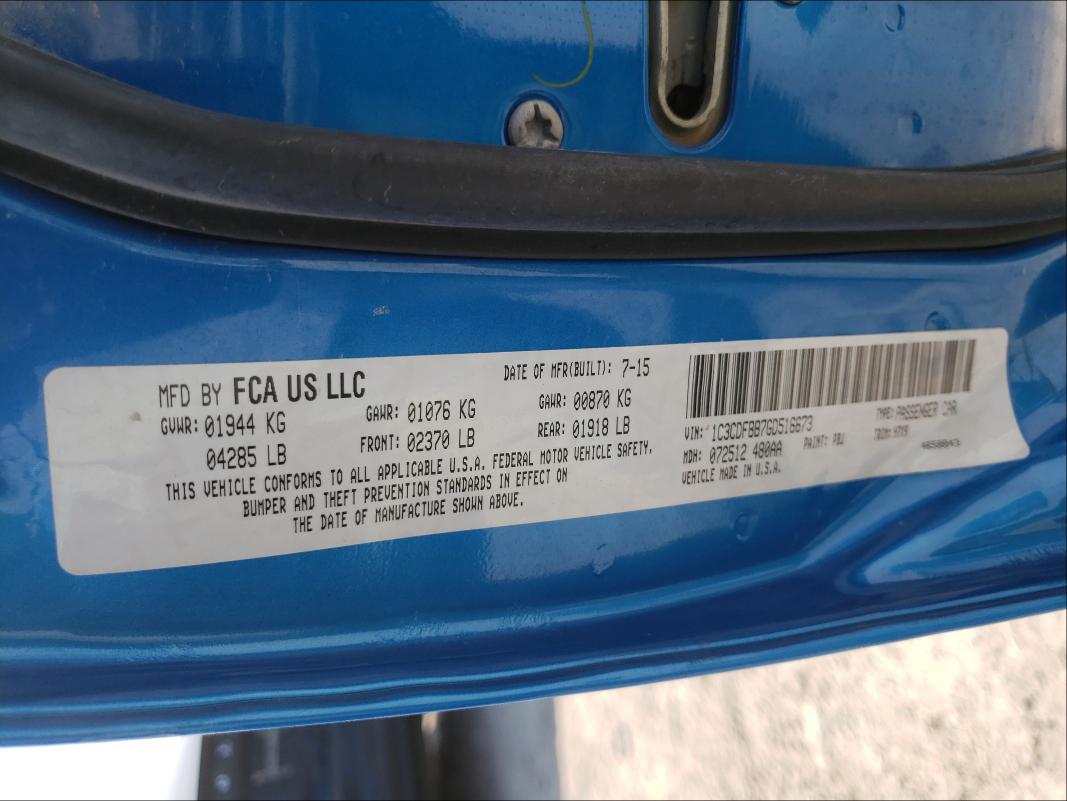 MFD BY FCA US LLC
DATE OF MFR(BUILT): 7-15
GVWR: 01944 KG
GAWR: 01076 KG
GAWR: 00870 KG
04285 LB
FRONT: 02370 LB
REAR: 01918 LB
THIS VEHICLE CONFORMS TO ALL APPLICABLE U.S.A. FEDERAL MOTOR VEHICLE SAFETY,
BUMPER AND THEFT PREVENTION STANDARDS IN EFFECT ON
THE DATE OF MANUFACTURE SHOWN ABOVE.
VIN: 1C3CDFBB7GD516673
TYPE: PASSENGER CAR
MDH: 072512 480AA
PAINT: PBJ
TRIM:
VEHICLE MADE IN U.S.A.